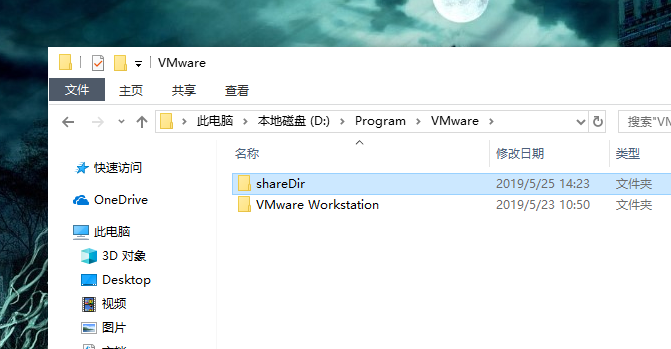 VMware
文件 主页 共享 查看
此电脑 本地磁盘 (D:) Program VMware 搜索"VM
名称 修改日期 类型
快速访问
shareDir 2019/5/25 14:23 文件夹
OneDrive
VMware Workstation 2019/5/23 10:50 文件夹
此电脑
3D 对象
Desktop
视频
图片